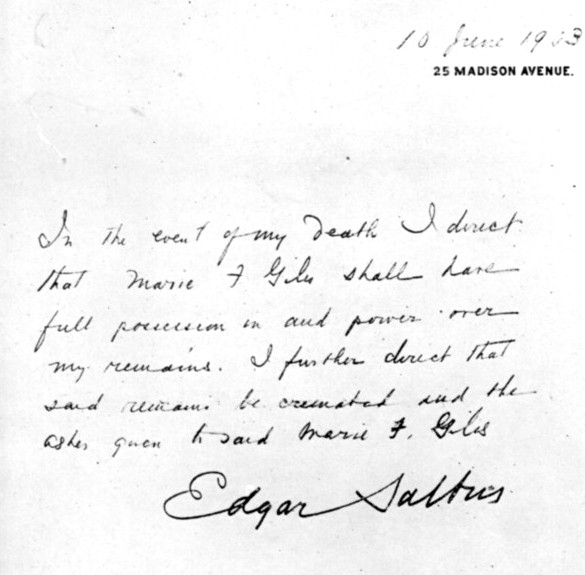 10 June 1903
25 MADISON AVENUE.
In the event of my Death I direct
that Marie F Giles shall have
full possession in and power over
my remains. I further direct that
said remains be cremated and the
ashes given to said Marie F. Giles
Edgar Saltus